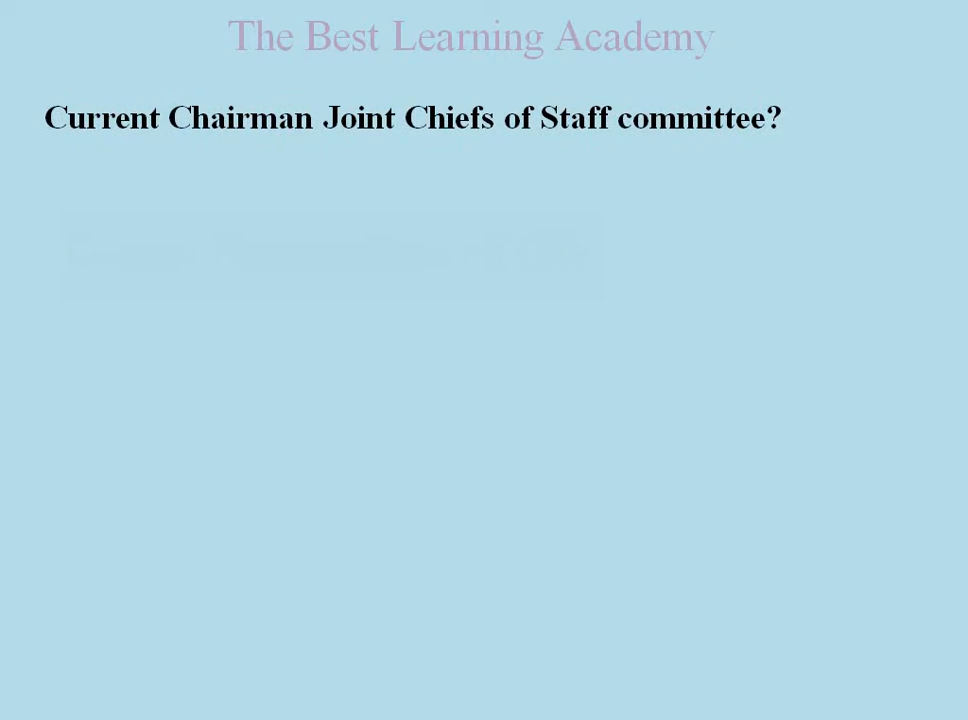 The Best Learning Academy
Current Chairman Joint Chiefs of Staff committee?